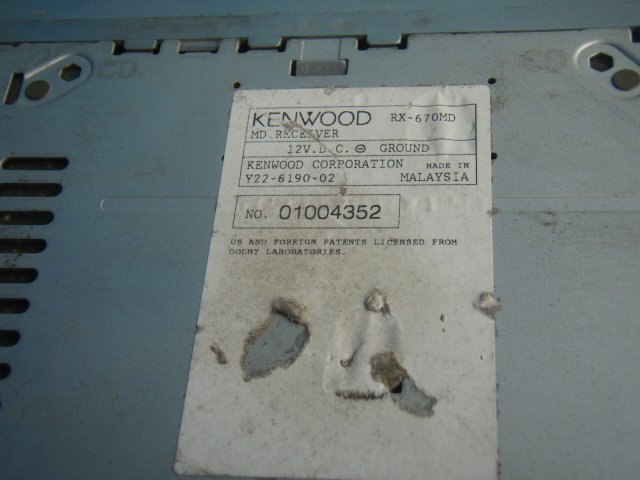 CD
KENWOOD RX-670MD
MD RECEIVER
12V.D.C. ⊖ GROUND
KENWOOD CORPORATION MADE IN
Y22-6190-02 MALAYSIA
NO. 01004352
US AND FOREIGN PATENTS LICENSED FROM
DOLBY LABORATORIES.